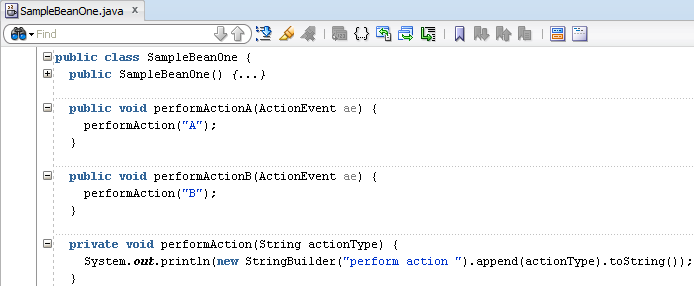 SampleBeanOne.java x
Find
public class SampleBeanOne {
public SampleBeanOne() {...}
public void performActionA(ActionEvent ae) {
performAction("A");
}
public void performActionB(ActionEvent ae) {
performAction("B");
}
private void performAction(String actionType) {
System.out.println(new StringBuilder("perform action ").append(actionType).toString());
}